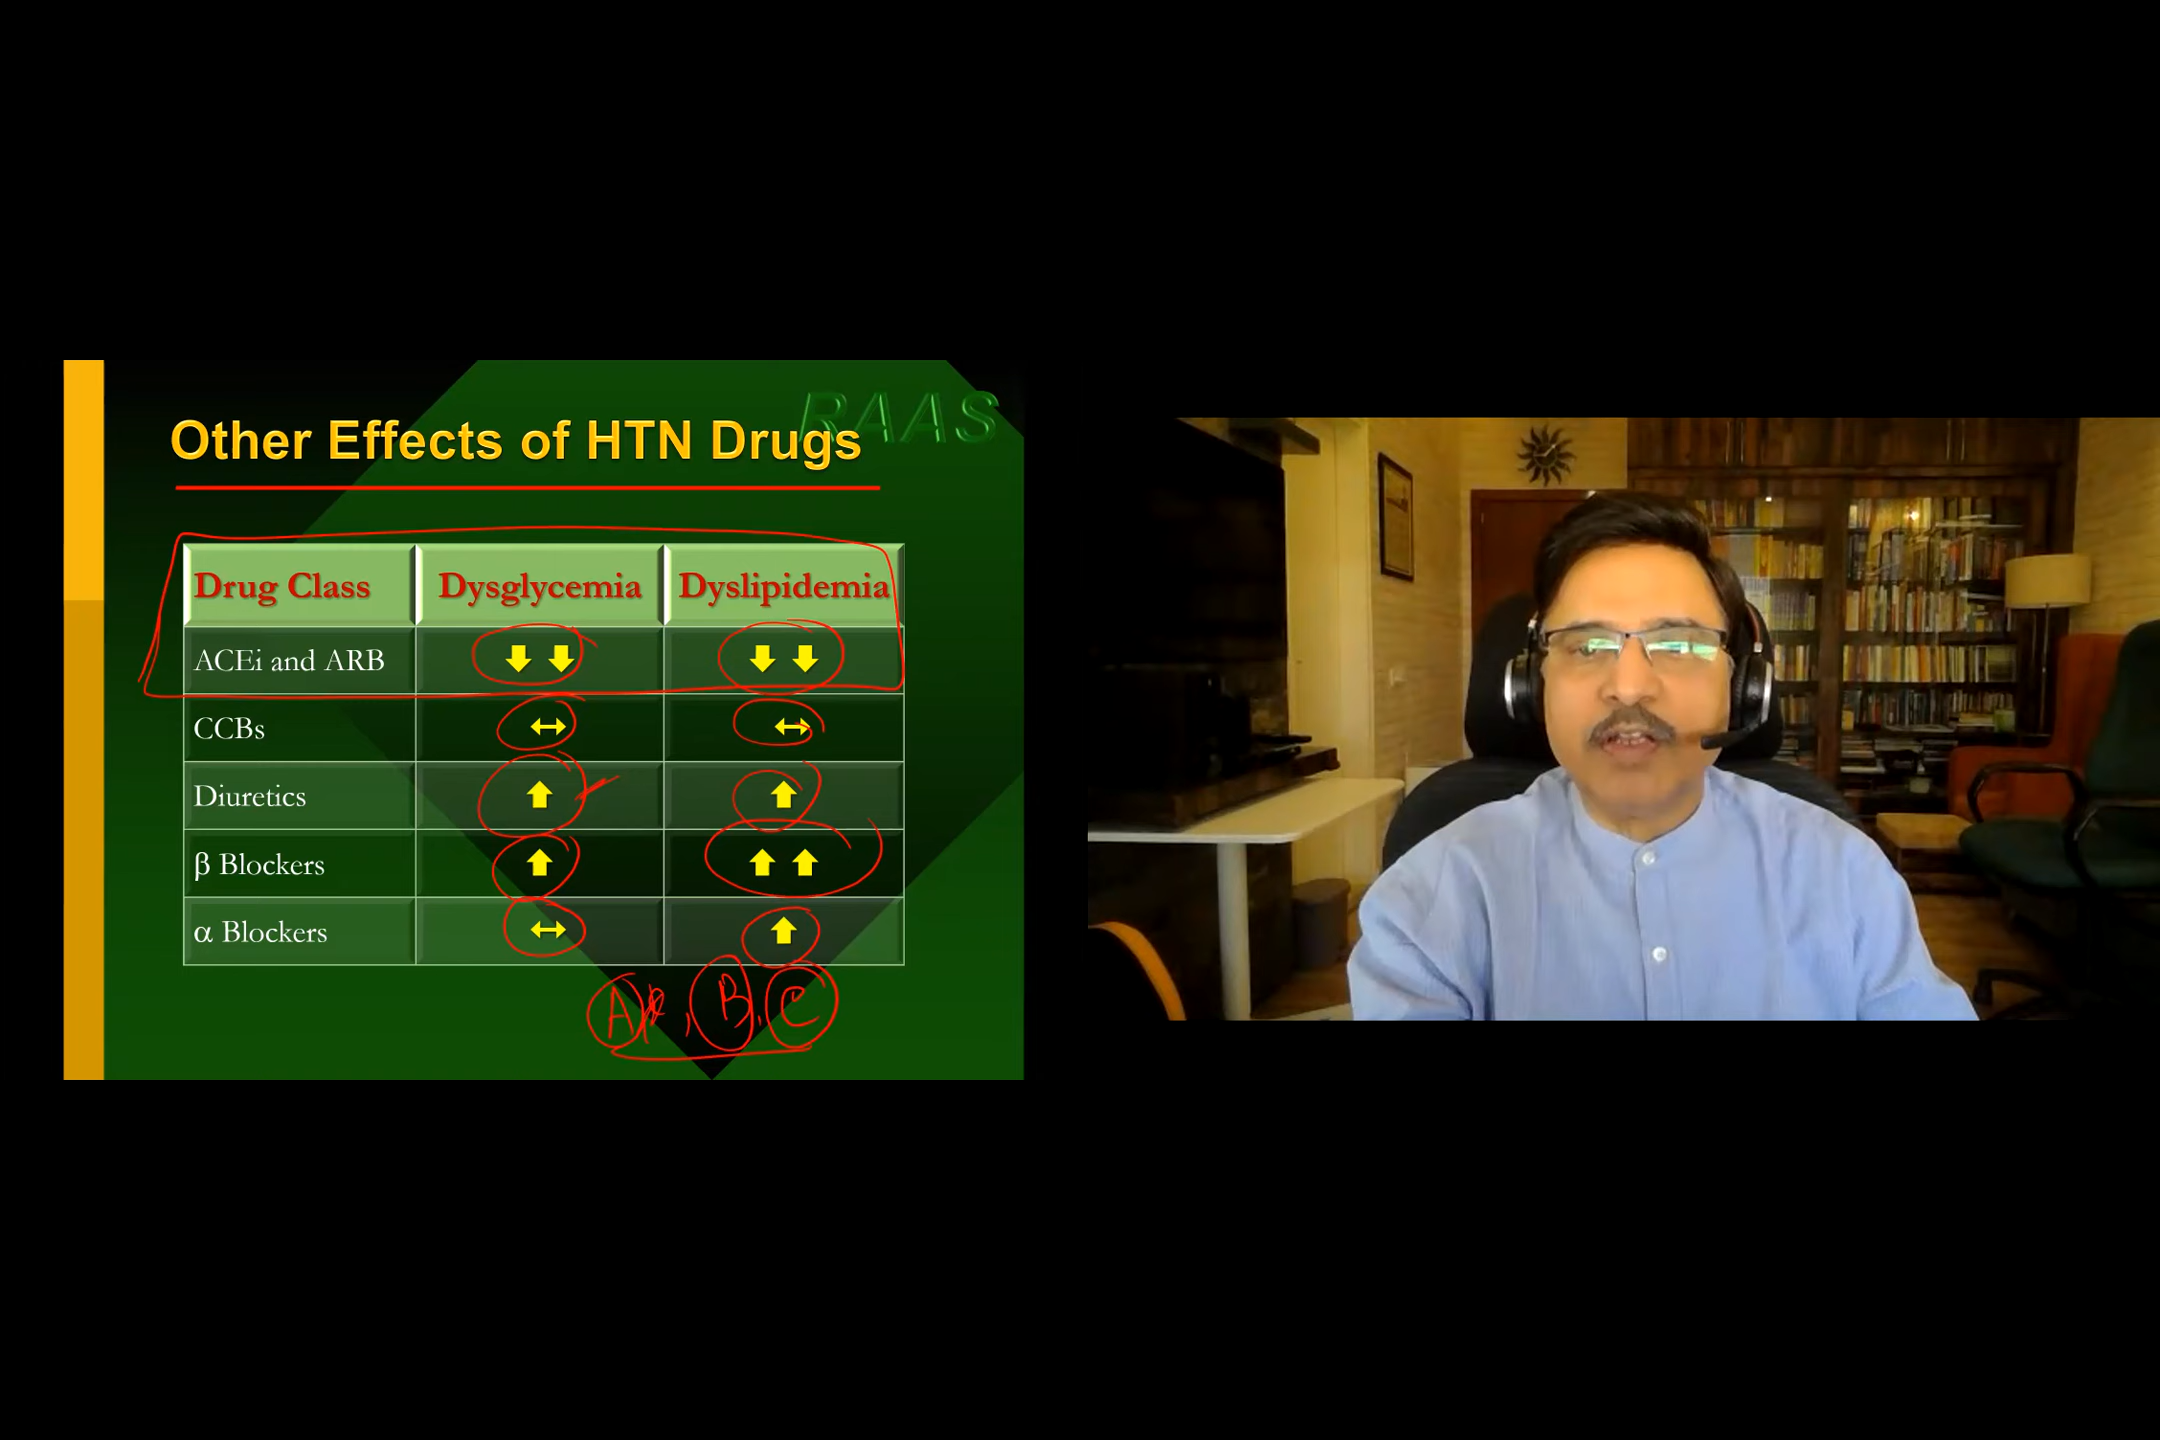 RAAS
Other Effects of HTN Drugs
Drug Class Dysglycemia Dyslipidemia
ACEi and ARB ⬇ ⬇ ⬇ ⬇
CCBs ↔ ↔
Diuretics ⬆ ⬆
β Blockers ⬆ ⬆ ⬆
α Blockers ↔ ⬆
A , B , C